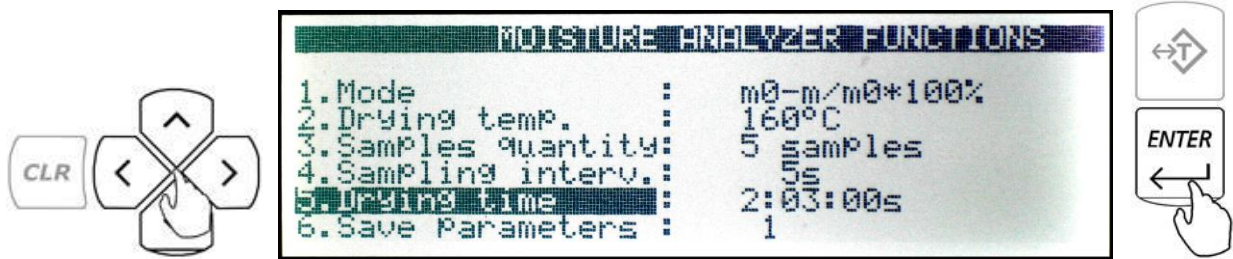 MOISTURE ANALYZER FUNCTIONS
1.Mode : m0-m/m0*100%
2.Drying temp. : 160ºC
3.Samples quantity: 5 samples
4.Sampling interv.: 5s
5.Drying time : 2:03:00s
6.Save parameters : 1
CLR
T
ENTER